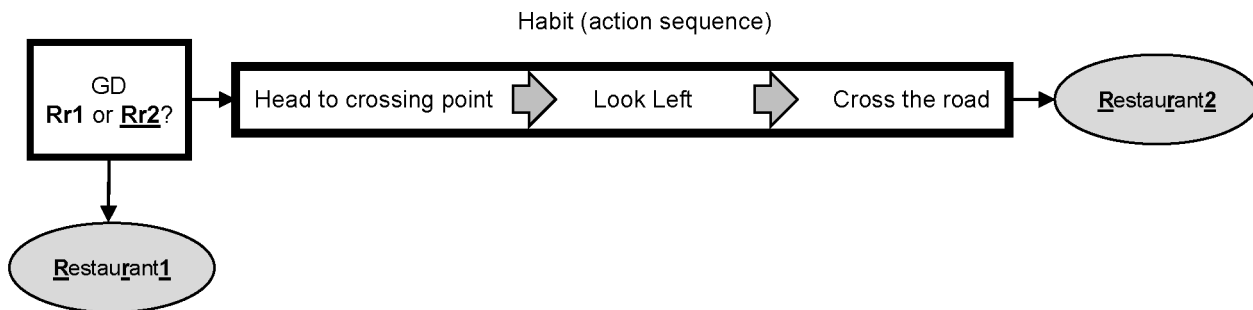 Habit (action sequence)
GD
Rr1 or Rr2?
Head to crossing point
Look Left
Cross the road
Restaurant2
Restaurant1